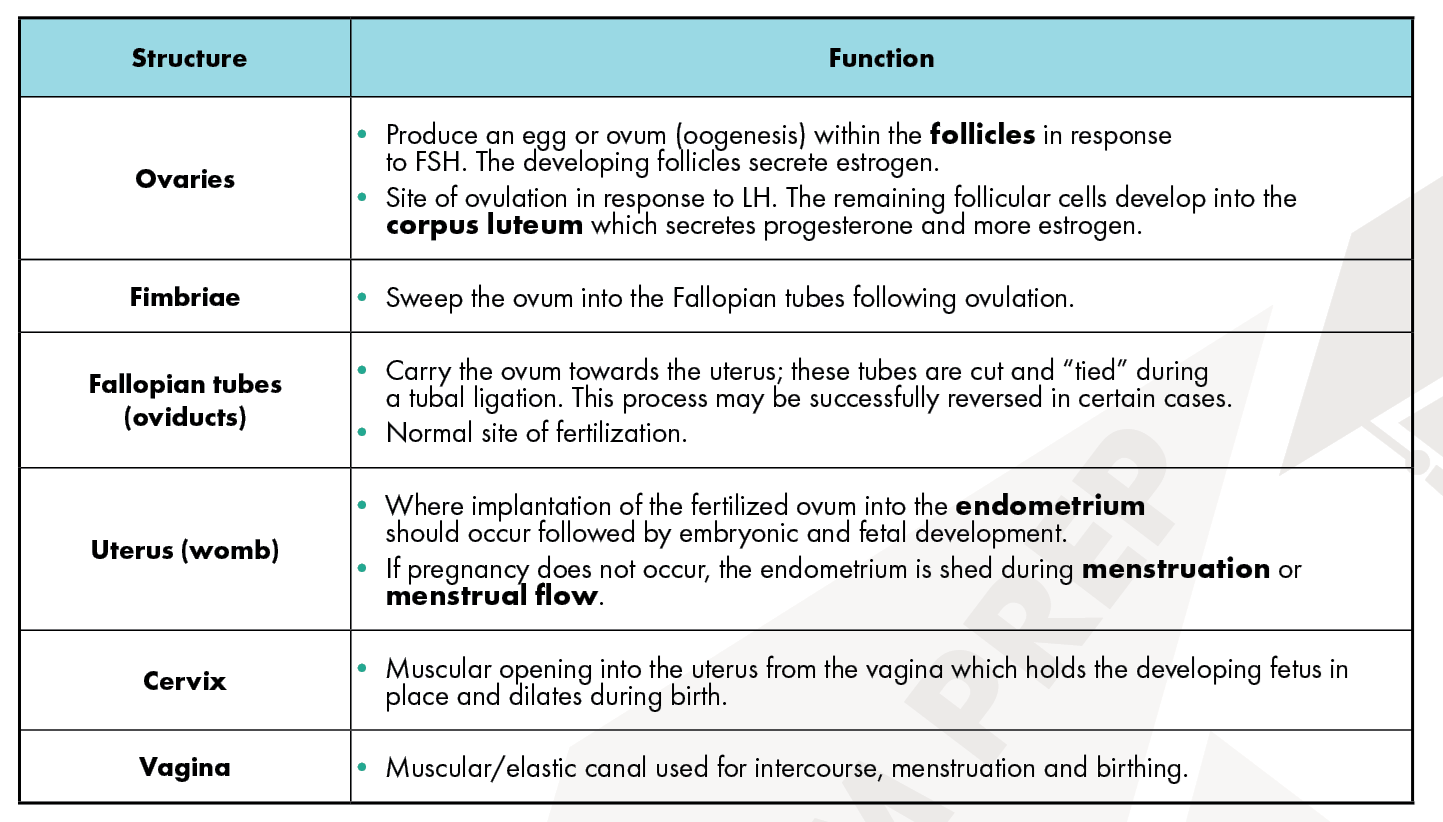 Structure
Function
Ovaries
• Produce an egg or ovum (oogenesis) within the follicles in response
to FSH. The developing follicles secrete estrogen.
• Site of ovulation in response to LH. The remaining follicular cells develop into the
corpus luteum which secretes progesterone and more estrogen.
Fimbriae
• Sweep the ovum into the Fallopian tubes following ovulation.
Fallopian tubes
(oviducts)
• Carry the ovum towards the uterus; these tubes are cut and “tied” during
a tubal ligation. This process may be successfully reversed in certain cases.
• Normal site of fertilization.
Uterus (womb)
• Where implantation of the fertilized ovum into the endometrium
should occur followed by embryonic and fetal development.
• If pregnancy does not occur, the endometrium is shed during menstruation or
menstrual flow.
Cervix
• Muscular opening into the uterus from the vagina which holds the developing fetus in
place and dilates during birth.
Vagina
• Muscular/elastic canal used for intercourse, menstruation and birthing.
PREP